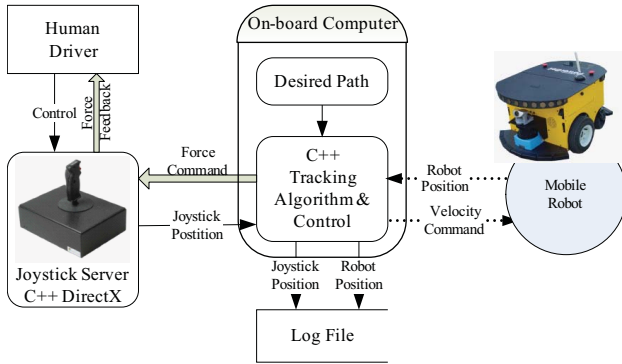 Human
Driver
On-board Computer
Desired Path
Control
Force
Feedback
Force
Command
C++
Tracking
Algorithm &
Control
Robot
Position
Mobile
Robot
Joystick
Postition
Velocity
Command
Joystick Server
C++ DirectX
Joystick
Position
Robot
Position
Log File